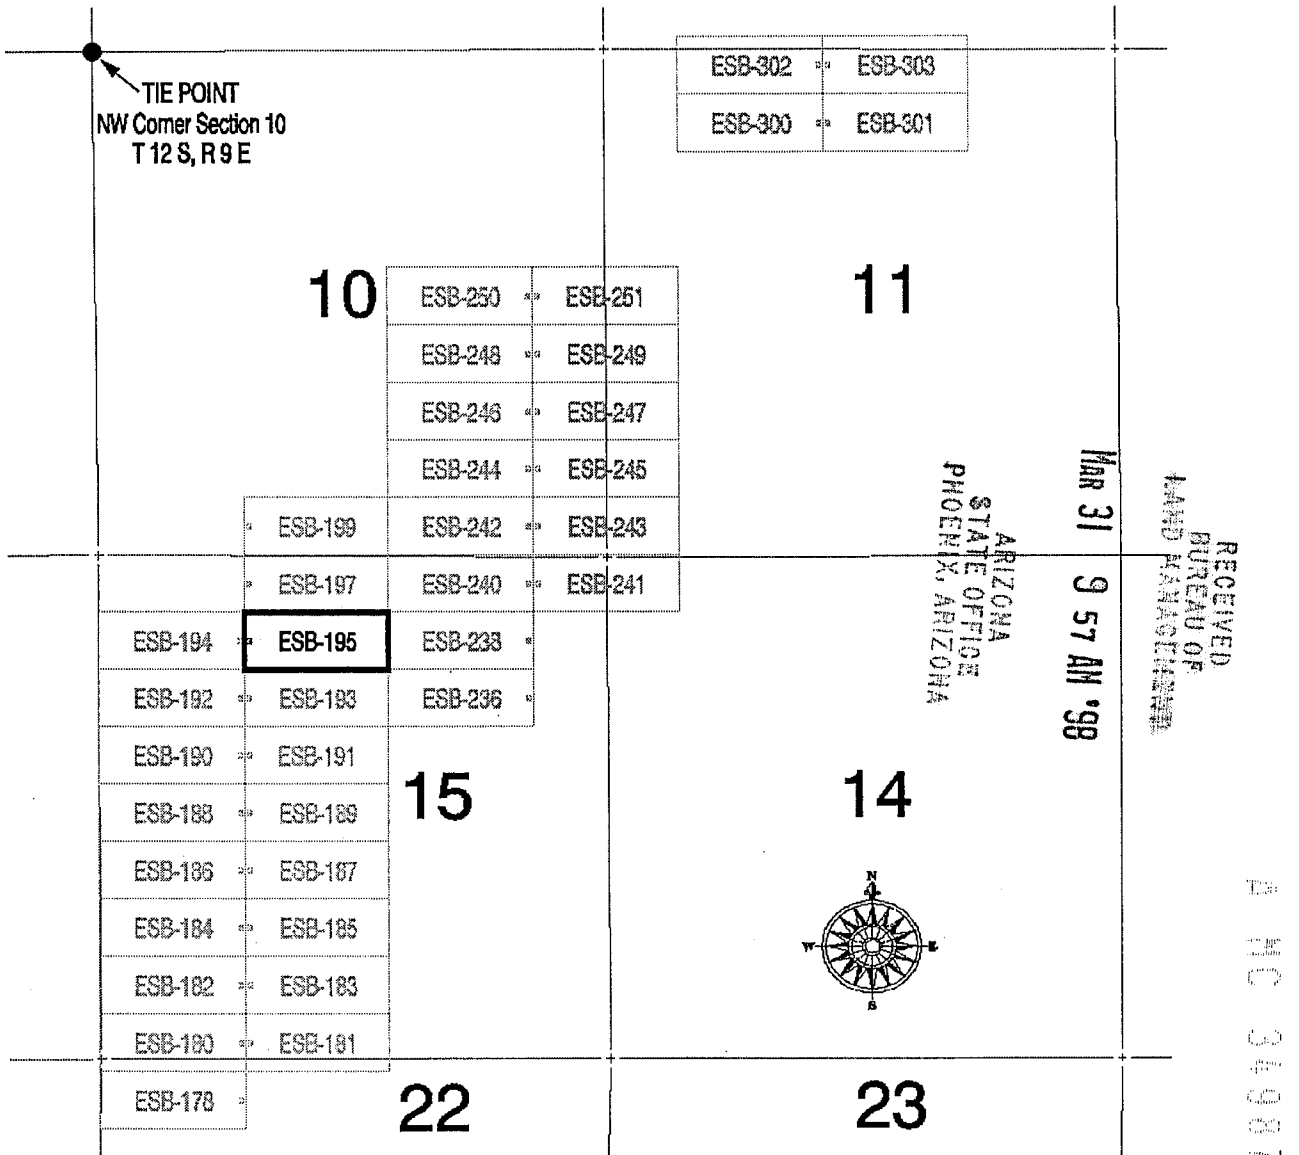 TIE POINT
NW Corner Section 10
T 12 S, R 9 E
ESB-302 ESB-303
ESB-300 ESB-301
10
11
ESB-250 ESB-251
ESB-248 ESB-249
ESB-246 ESB-247
ESB-244 ESB-245
ESB-199 ESB-242 ESB-243
ESB-197 ESB-240 ESB-241
ESB-194 ESB-195 ESB-238
ESB-192 ESB-193 ESB-236
ESB-190 ESB-191
15
14
ESB-188 ESB-189
ESB-186 ESB-187
ESB-184 ESB-185
ESB-182 ESB-183
ESB-180 ESB-181
ESB-178
22
23
N
W E
S
RECEIVED
BUREAU OF
LAND MANAGEMENT
MAR 31 9 57 AM '98
ARIZONA
STATE OFFICE
PHOENIX, ARIZONA
A MC 3498